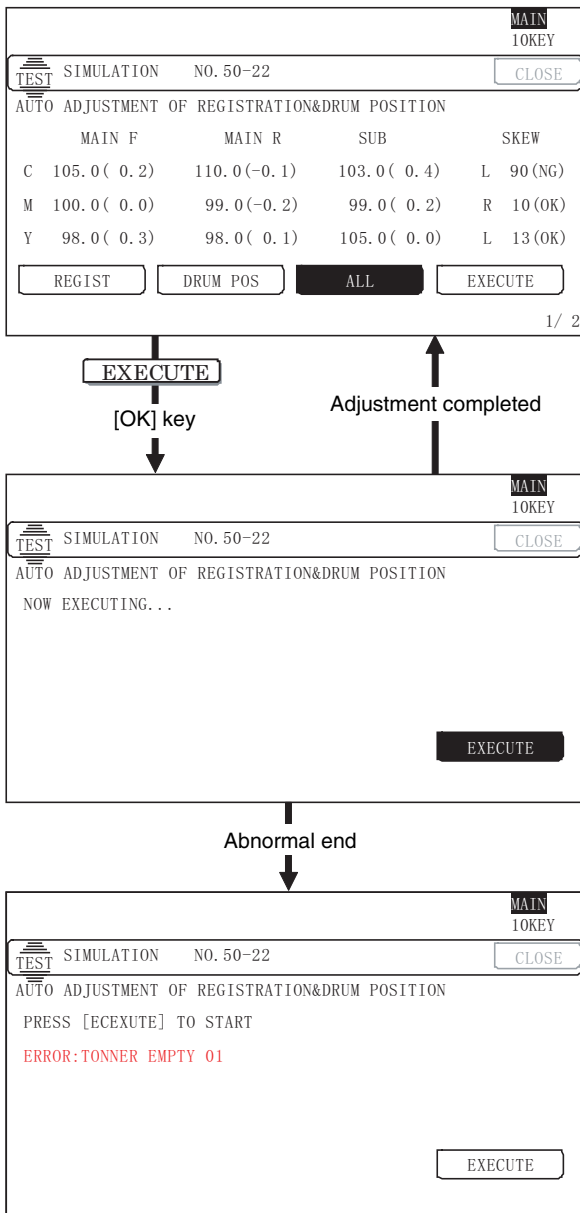 MAIN
10KEY
TEST SIMULATION NO.50-22 CLOSE
AUTO ADJUSTMENT OF REGISTRATION&DRUM POSITION
MAIN F MAIN R SUB SKEW
C 105.0( 0.2) 110.0(-0.1) 103.0( 0.4) L 90(NG)
M 100.0( 0.0) 99.0(-0.2) 99.0( 0.2) R 10(OK)
Y 98.0( 0.3) 98.0( 0.1) 105.0( 0.0) L 13(OK)
REGIST DRUM POS ALL EXECUTE
1/ 2
EXECUTE
[OK] key
Adjustment completed
MAIN
10KEY
TEST SIMULATION NO.50-22 CLOSE
AUTO ADJUSTMENT OF REGISTRATION&DRUM POSITION
NOW EXECUTING...
EXECUTE
Abnormal end
MAIN
10KEY
TEST SIMULATION NO.50-22 CLOSE
AUTO ADJUSTMENT OF REGISTRATION&DRUM POSITION
PRESS [ECEXUTE] TO START
ERROR:TONNER EMPTY 01
EXECUTE